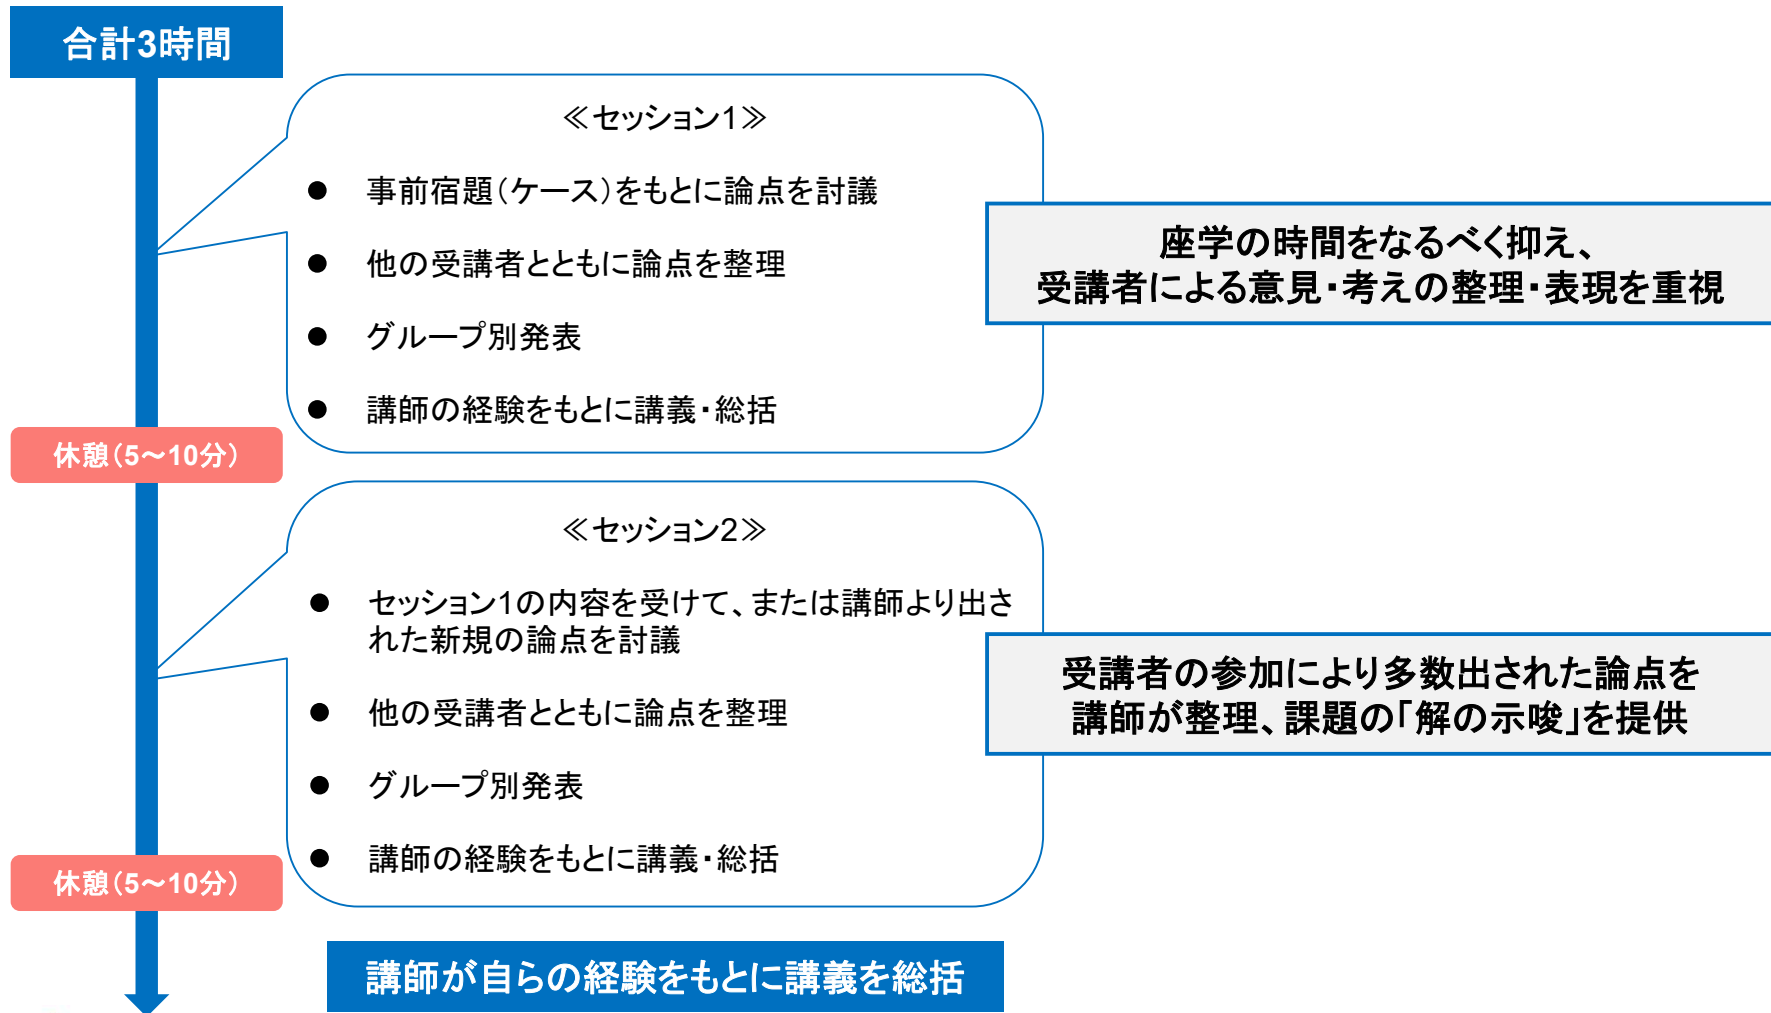 合計3時間
≪セッション1≫
● 事前宿題(ケース)をもとに論点を討議
● 他の受講者とともに論点を整理
● グループ別発表
● 講師の経験をもとに講義・総括
座学の時間をなるべく抑え、
受講者による意見・考えの整理・表現を重視
休憩(5～10分)
≪セッション2≫
● セッション1の内容を受けて、または講師より出さ
れた新規の論点を討議
● 他の受講者とともに論点を整理
● グループ別発表
● 講師の経験をもとに講義・総括
受講者の参加により多数出された論点を
講師が整理、課題の「解の示唆」を提供
休憩(5～10分)
講師が自らの経験をもとに講義を総括